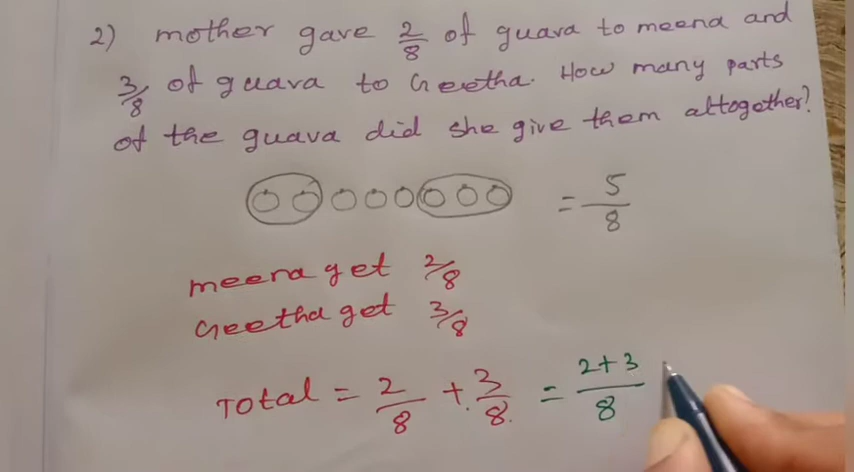 2) mother gave 2/8 of guava to meena and
3/8 of guava to Geetha. How many parts
of the guava did she give them altogether?
= 5/8
meena get 2/8
Geetha get 3/8
Total = 2/8 + 3/8 = 2+3/8